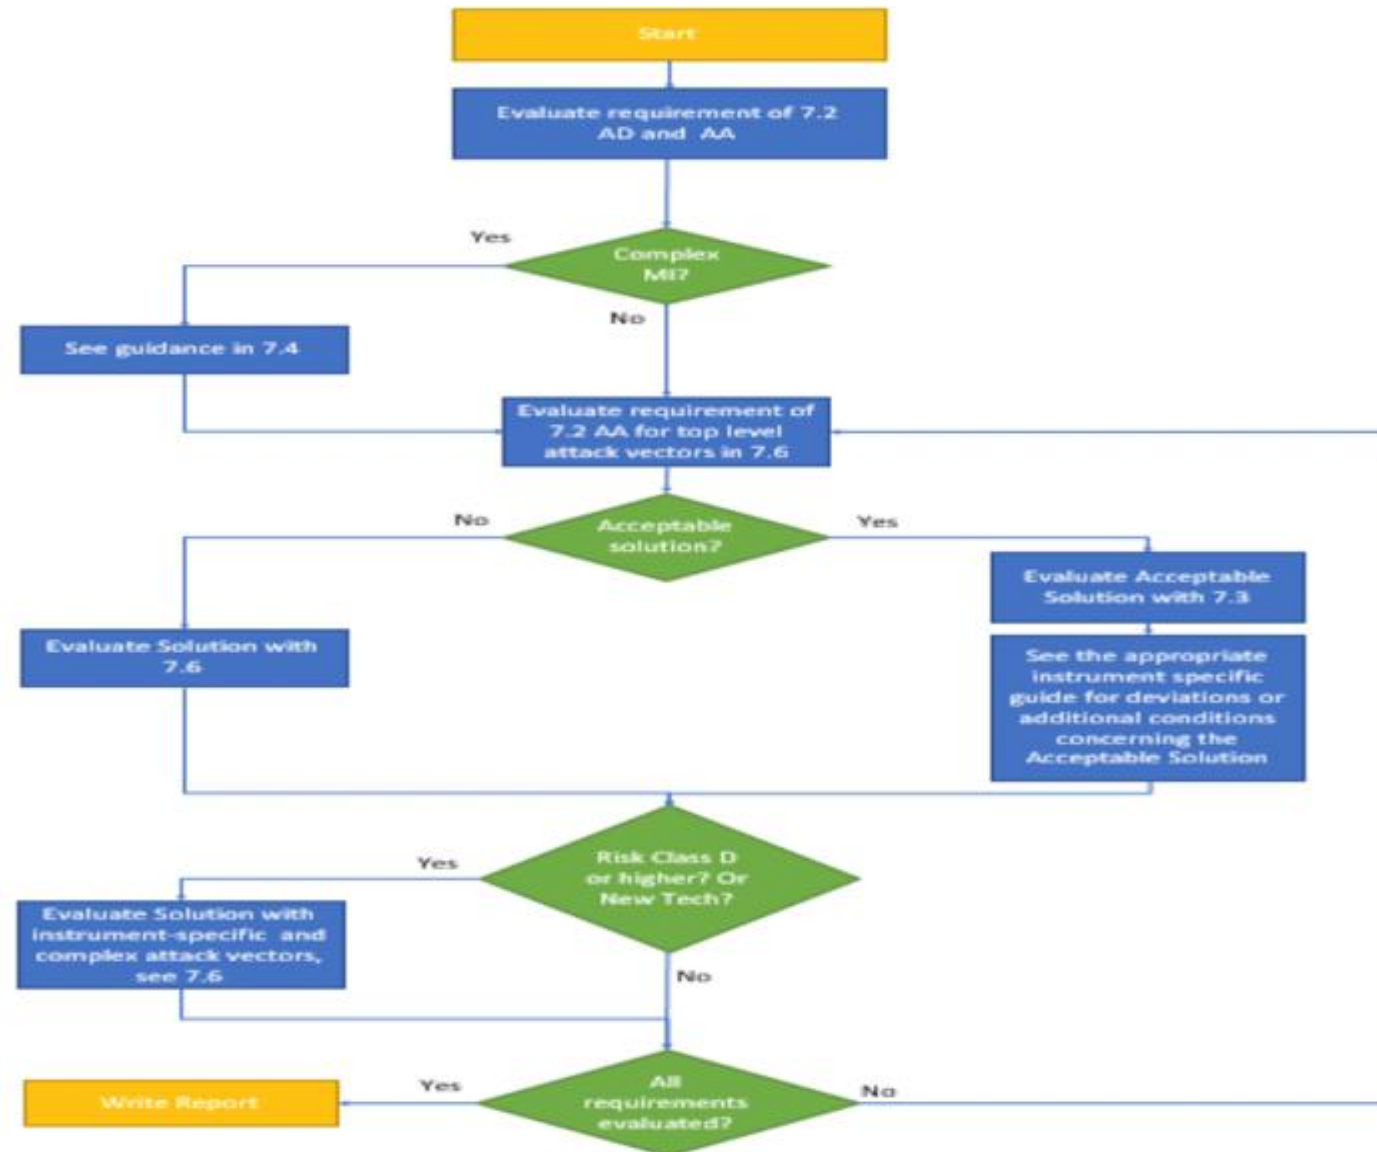 Start
Evaluate requirement of 7.2
AD and AA
Yes
Complex
MI?
No
See guidance in 7.4
Evaluate requirement of
7.2 AA for top level
attack vectors in 7.6
No
Acceptable
solution?
Yes
Evaluate Acceptable
Solution with 7.3
Evaluate Solution with
7.6
See the appropriate
instrument specific
guide for deviations or
additional conditions
concerning the
Acceptable Solution
Yes
Risk Class D
or higher? Or
New Tech?
Evaluate Solution with
instrument-specific and
complex attack vectors,
see 7.6
No
Write Report
Yes
All
requirements
evaluated?
No